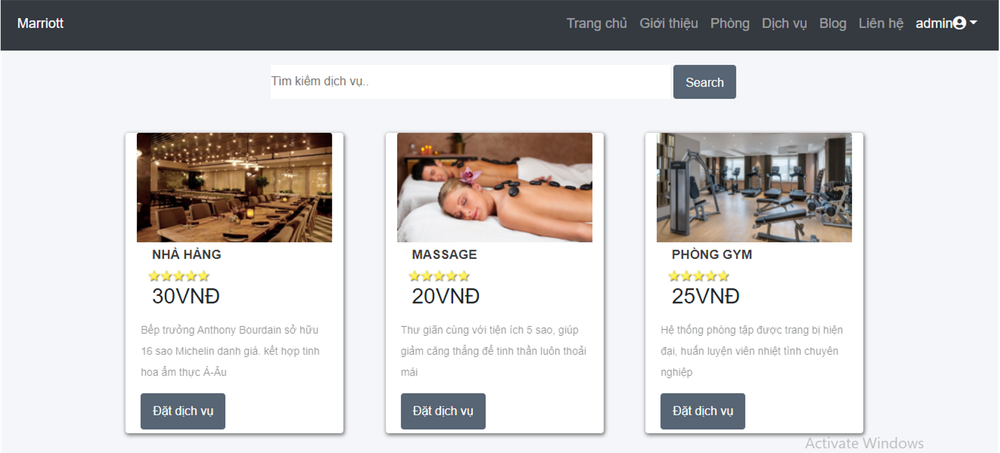 Marriott
Trang chủ Giới thiệu Phòng Dịch vụ Blog Liên hệ admin
Tìm kiếm dịch vụ..
Search
NHÀ HÀNG
30VNĐ
Bếp trưởng Anthony Bourdain sở hữu
16 sao Michelin danh giá. kết hợp tinh
hoa ẩm thực Á-Âu
Đặt dịch vụ
MASSAGE
20VNĐ
Thư giãn cùng với tiện ích 5 sao, giúp
giảm căng thẳng để tinh thần luôn thoải
mái
Đặt dịch vụ
PHÒNG GYM
25VNĐ
Hệ thống phòng tập được trang bị hiện
đại, huấn luyện viên nhiệt tình chuyên
nghiệp
Đặt dịch vụ
Activate Windows